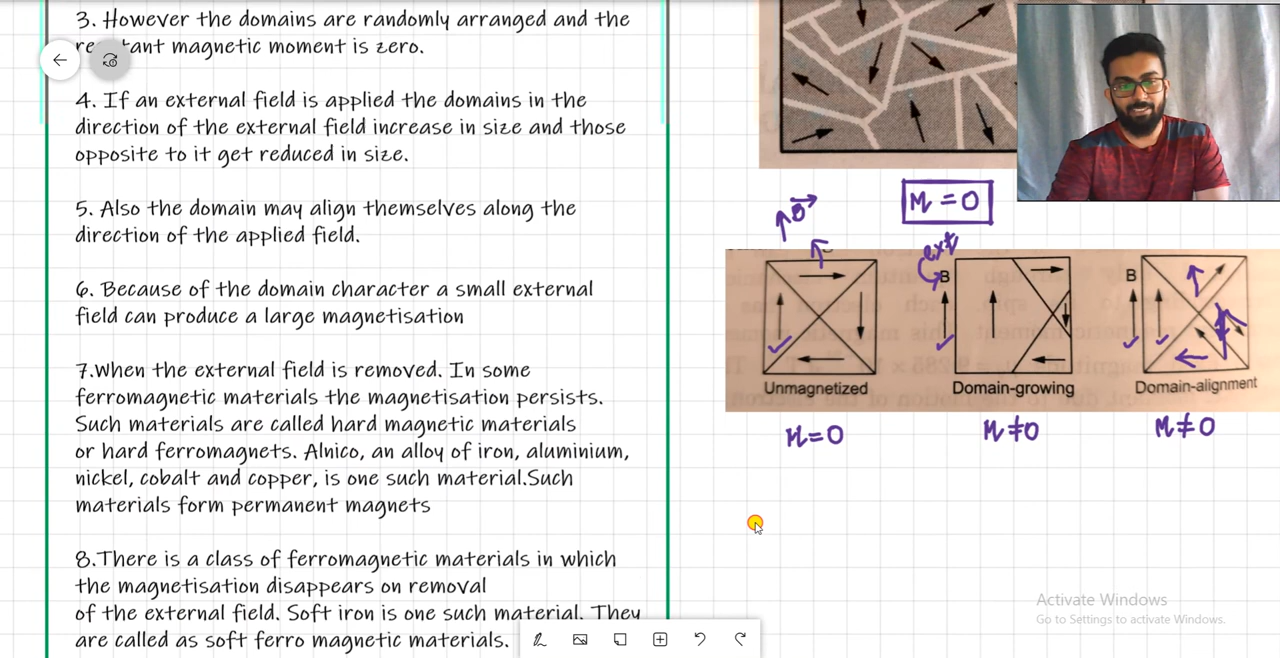 3. However the domains are randomly arranged and the
magnetic moment is zero.
4. If an external field is applied the domains in the
direction of the external field increase in size and those
opposite to it get reduced in size.
5. Also the domain may align themselves along the
direction of the applied field.
6. Because of the domain character a small external
field can produce a large magnetisation
7.When the external field is removed. In some
ferromagnetic materials the magnetisation persists.
Such materials are called hard magnetic materials
or hard ferromagnets. Alnico, an alloy of iron, aluminium,
nickel, cobalt and copper, is one such material.Such
materials form permanent magnets
8.There is a class of ferromagnetic materials in which
the magnetisation disappears on removal
of the external field. Soft iron is one such material. They
are called as soft ferro magnetic materials.
M = 0
ext
B
B
Unmagnetized
Domain-growing
Domain-alignment
M=0
M≠0
M≠0
Activate Windows
Go to Settings to activate Windows.